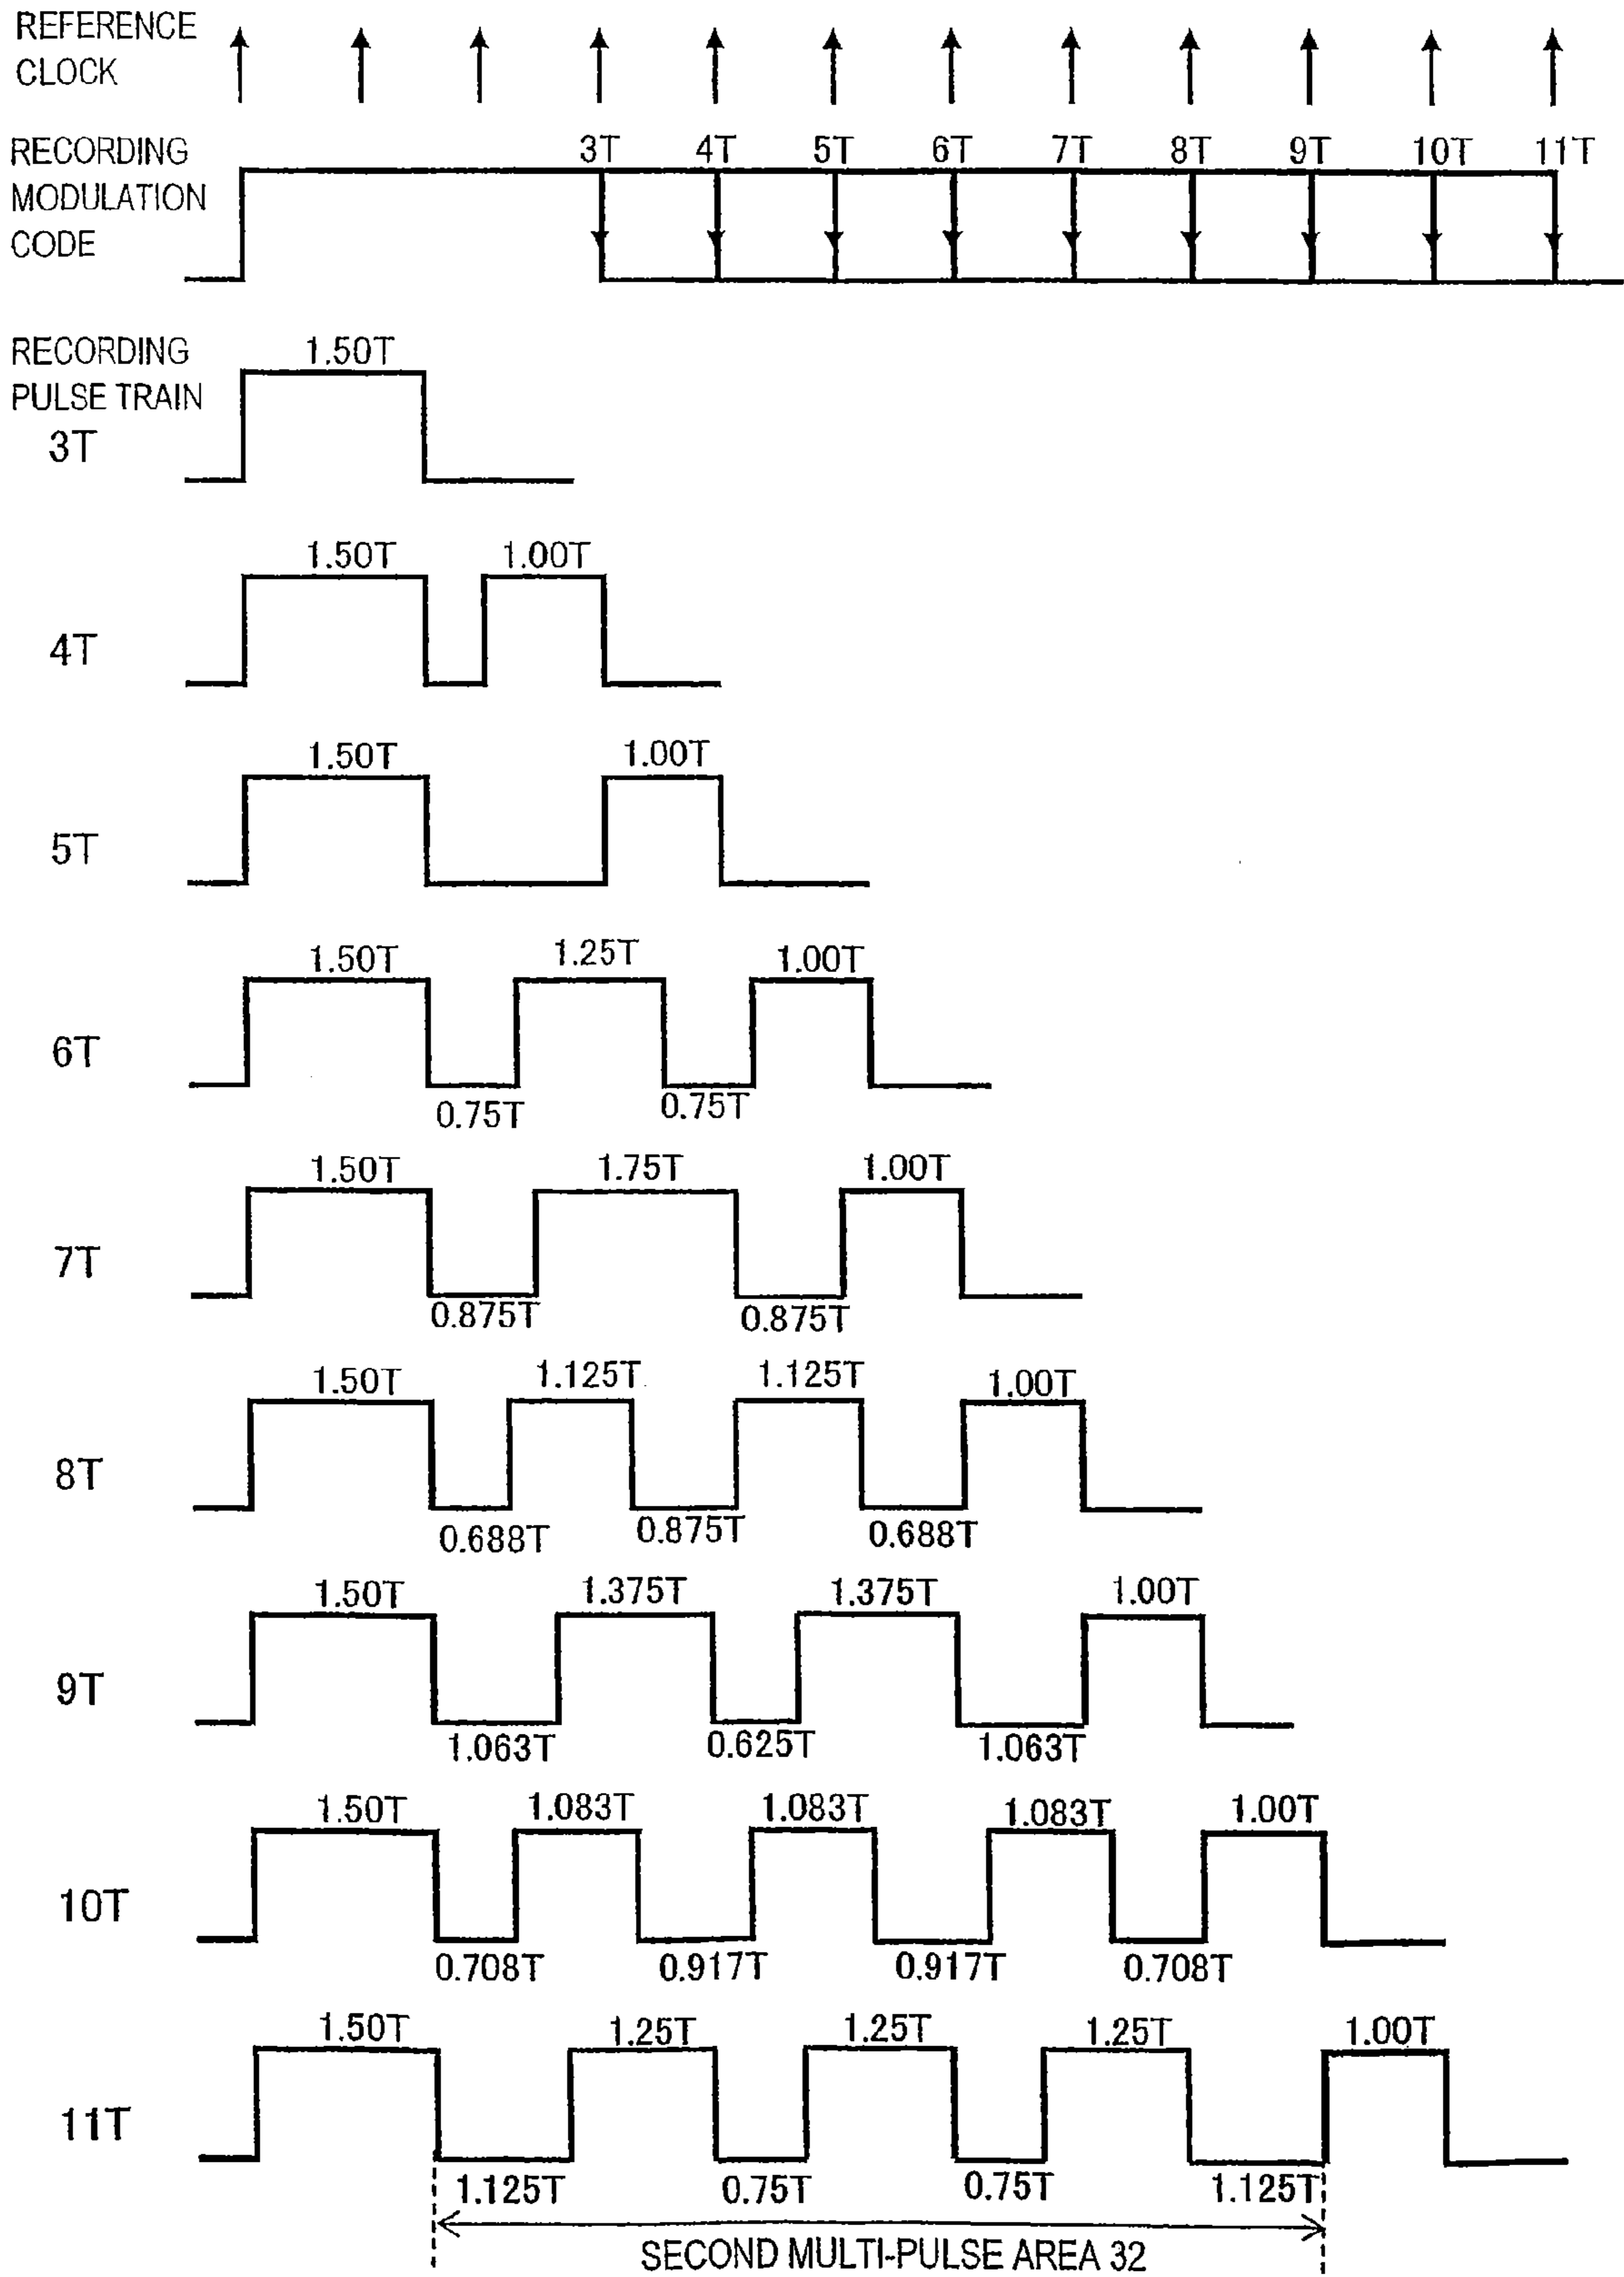 REFERENCE
CLOCK
RECORDING
MODULATION
CODE
3T 4T 5T 6T 7T 8T 9T 10T 11T
RECORDING
PULSE TRAIN
3T
1.50T
4T
1.50T 1.00T
5T
1.50T 1.00T
6T
1.50T 1.25T 1.00T
0.75T 0.75T
7T
1.50T 1.75T 1.00T
0.875T 0.875T
8T
1.50T 1.125T 1.125T 1.00T
0.688T 0.875T 0.688T
9T
1.50T 1.375T 1.375T 1.00T
1.063T 0.625T 1.063T
10T
1.50T 1.083T 1.083T 1.083T 1.00T
0.708T 0.917T 0.917T 0.708T
11T
1.50T 1.25T 1.25T 1.25T 1.00T
1.125T 0.75T 0.75T 1.125T
SECOND MULTI-PULSE AREA 32